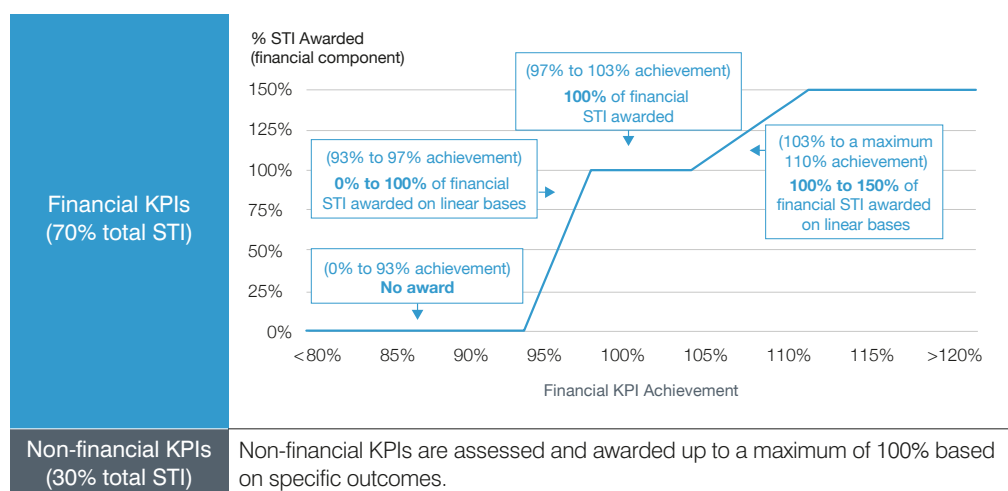 Financial KPIs
(70% total STI)
% STI Awarded
(financial component)
150%
125%
100%
75%
50%
25%
0%
(97% to 103% achievement)
100% of financial
STI awarded
(93% to 97% achievement)
0% to 100% of financial
STI awarded on linear bases
(103% to a maximum
110% achievement)
100% to 150% of
financial STI awarded
on linear bases
(0% to 93% achievement)
No award
<80% 85% 90% 95% 100% 105% 110% 115% >120%
Financial KPI Achievement
Non-financial KPIs
(30% total STI)
Non-financial KPIs are assessed and awarded up to a maximum of 100% based
on specific outcomes.